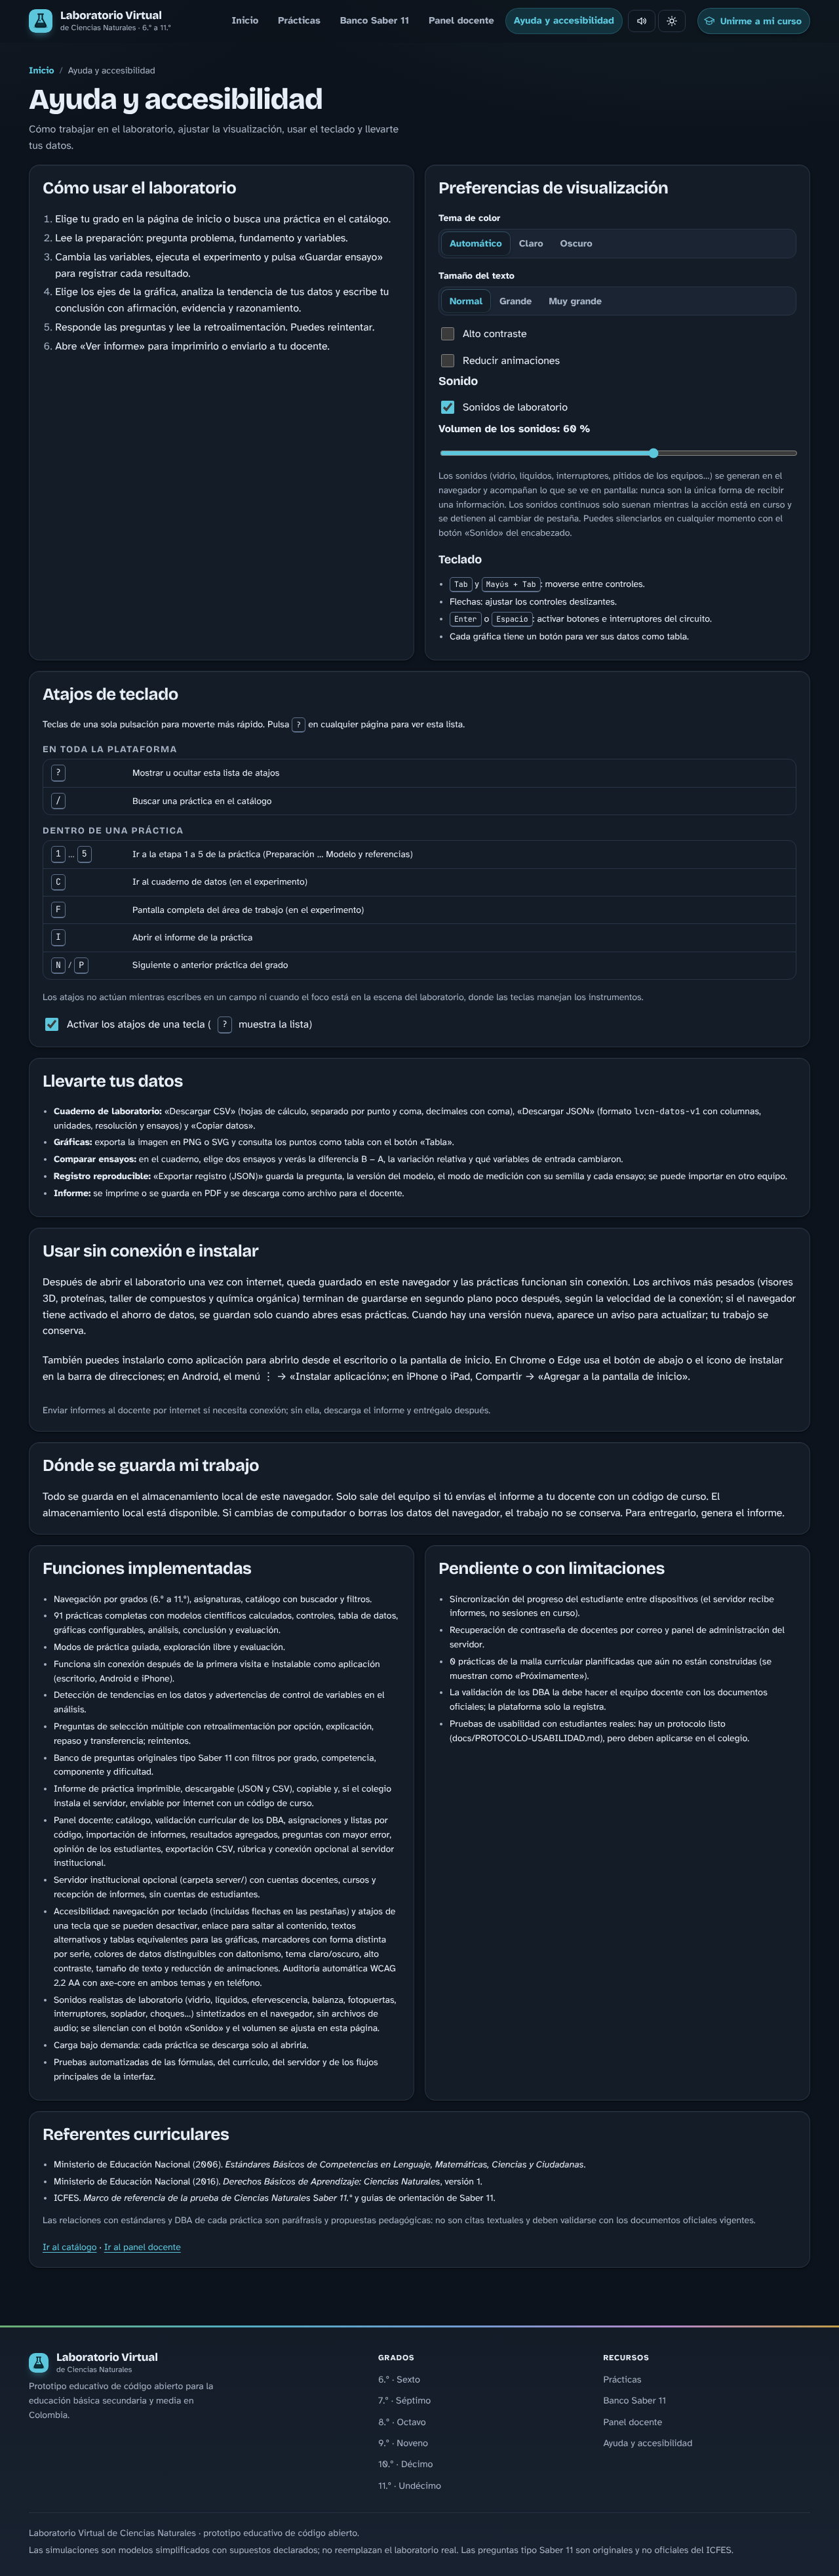 Laboratorio Virtual
de Ciencias Naturales · 6.° a 11.°
Inicio
Prácticas
Banco Saber 11
Panel docente
Ayuda y accesibilidad
Unirme a mi curso
Inicio / Ayuda y accesibilidad
Ayuda y accesibilidad
Cómo trabajar en el laboratorio, ajustar la visualización, usar el teclado y llevarte
tus datos.
Cómo usar el laboratorio
1. Elige tu grado en la página de inicio o busca una práctica en el catálogo.
2. Lee la preparación: pregunta problema, fundamento y variables.
3. Cambia las variables, ejecuta el experimento y pulsa «Guardar ensayo»
para registrar cada resultado.
4. Elige los ejes de la gráfica, analiza la tendencia de tus datos y escribe tu
conclusión con afirmación, evidencia y razonamiento.
5. Responde las preguntas y lee la retroalimentación. Puedes reintentar.
6. Abre «Ver informe» para imprimirlo o enviarlo a tu docente.
Preferencias de visualización
Tema de color
Automático Claro Oscuro
Tamaño del texto
Normal Grande Muy grande
Alto contraste
Reducir animaciones
Sonido
Sonidos de laboratorio
Volumen de los sonidos: 60 %
Los sonidos (vidrio, líquidos, interruptores, pitidos de los equipos…) se generan en el
navegador y acompañan lo que se ve en pantalla: nunca son la única forma de recibir
una información. Los sonidos continuos solo suenan mientras la acción está en curso y
se detienen al cambiar de pestaña. Puedes silenciarlos en cualquier momento con el
botón «Sonido» del encabezado.
Teclado
• Tab y Mayús + Tab: moverse entre controles.
• Flechas: ajustar los controles deslizantes.
• Enter o Espacio: activar botones e interruptores del circuito.
• Cada gráfica tiene un botón para ver sus datos como tabla.
Atajos de teclado
Teclas de una sola pulsación para moverte más rápido. Pulsa ? en cualquier página para ver esta lista.
EN TODA LA PLATAFORMA
? Mostrar u ocultar esta lista de atajos
/ Buscar una práctica en el catálogo
DENTRO DE UNA PRÁCTICA
1 … 5 Ir a la etapa 1 a 5 de la práctica (Preparación … Modelo y referencias)
C Ir al cuaderno de datos (en el experimento)
F Pantalla completa del área de trabajo (en el experimento)
I Abrir el informe de la práctica
N / P Siguiente o anterior práctica del grado
Los atajos no actúan mientras escribes en un campo ni cuando el foco está en la escena del laboratorio, donde las teclas manejan los instrumentos.
Activar los atajos de una tecla ( ? muestra la lista)
Llevarte tus datos
• Cuaderno de laboratorio: «Descargar CSV» (hojas de cálculo, separado por punto y coma, decimales con coma), «Descargar JSON» (formato lvcn-datos-v1 con columnas,
unidades, resolución y ensayos) y «Copiar datos».
• Gráficas: exporta la imagen en PNG o SVG y consulta los puntos como tabla con el botón «Tabla».
• Comparar ensayos: en el cuaderno, elige dos ensayos y verás la diferencia B − A, la variación relativa y qué variables de entrada cambiaron.
• Registro reproducible: «Exportar registro (JSON)» guarda la pregunta, la versión del modelo, el modo de medición con su semilla y cada ensayo; se puede importar en otro equipo.
• Informe: se imprime o se guarda en PDF y se descarga como archivo para el docente.
Usar sin conexión e instalar
Después de abrir el laboratorio una vez con internet, queda guardado en este navegador y las prácticas funcionan sin conexión. Los archivos más pesados (visores
3D, proteínas, taller de compuestos y química orgánica) terminan de guardarse en segundo plano poco después, según la velocidad de la conexión; si el navegador
tiene activado el ahorro de datos, se guardan solo cuando abres esas prácticas. Cuando hay una versión nueva, aparece un aviso para actualizar; tu trabajo se
conserva.
También puedes instalarlo como aplicación para abrirlo desde el escritorio o la pantalla de inicio. En Chrome o Edge usa el botón de abajo o el ícono de instalar
en la barra de direcciones; en Android, el menú ⋮ → «Instalar aplicación»; en iPhone o iPad, Compartir → «Agregar a la pantalla de inicio».
Enviar informes al docente por internet sí necesita conexión; sin ella, descarga el informe y entrégalo después.
Dónde se guarda mi trabajo
Todo se guarda en el almacenamiento local de este navegador. Solo sale del equipo si tú envías el informe a tu docente con un código de curso. El
almacenamiento local está disponible. Si cambias de computador o borras los datos del navegador, el trabajo no se conserva. Para entregarlo, genera el informe.
Funciones implementadas
• Navegación por grados (6.° a 11.°), asignaturas, catálogo con buscador y filtros.
• 91 prácticas completas con modelos científicos calculados, controles, tabla de datos,
gráficas configurables, análisis, conclusión y evaluación.
• Modos de práctica guiada, exploración libre y evaluación.
• Funciona sin conexión después de la primera visita e instalable como aplicación
(escritorio, Android e iPhone).
• Detección de tendencias en los datos y advertencias de control de variables en el
análisis.
• Preguntas de selección múltiple con retroalimentación por opción, explicación,
repaso y transferencia; reintentos.
• Banco de preguntas originales tipo Saber 11 con filtros por grado, competencia,
componente y dificultad.
• Informe de práctica imprimible, descargable (JSON y CSV), copiable y, si el colegio
instala el servidor, enviable por internet con un código de curso.
• Panel docente: catálogo, validación curricular de los DBA, asignaciones y listas por
código, importación de informes, resultados agregados, preguntas con mayor error,
opinión de los estudiantes, exportación CSV, rúbrica y conexión opcional al servidor
institucional.
• Servidor institucional opcional (carpeta server/) con cuentas docentes, cursos y
recepción de informes, sin cuentas de estudiantes.
• Accesibilidad: navegación por teclado (incluidas flechas en las pestañas) y atajos de
una tecla que se pueden desactivar, enlace para saltar al contenido, textos
alternativos y tablas equivalentes para las gráficas, marcadores con forma distinta
por serie, colores de datos distinguibles con daltonismo, tema claro/oscuro, alto
contraste, tamaño de texto y reducción de animaciones. Auditoría automática WCAG
2.2 AA con axe-core en ambos temas y en teléfono.
• Sonidos realistas de laboratorio (vidrio, líquidos, efervescencia, balanza, fotopuertas,
interruptores, soplador, choques…) sintetizados en el navegador, sin archivos de
audio; se silencian con el botón «Sonido» y el volumen se ajusta en esta página.
• Carga bajo demanda: cada práctica se descarga solo al abrirla.
• Pruebas automatizadas de las fórmulas, del currículo, del servidor y de los flujos
principales de la interfaz.
Pendiente o con limitaciones
• Sincronización del progreso del estudiante entre dispositivos (el servidor recibe
informes, no sesiones en curso).
• Recuperación de contraseña de docentes por correo y panel de administración del
servidor.
• 0 prácticas de la malla curricular planificadas que aún no están construidas (se
muestran como «Próximamente»).
• La validación de los DBA la debe hacer el equipo docente con los documentos
oficiales; la plataforma solo la registra.
• Pruebas de usabilidad con estudiantes reales: hay un protocolo listo
(docs/PROTOCOLO-USABILIDAD.md), pero deben aplicarse en el colegio.
Referentes curriculares
• Ministerio de Educación Nacional (2006). Estándares Básicos de Competencias en Lenguaje, Matemáticas, Ciencias y Ciudadanas.
• Ministerio de Educación Nacional (2016). Derechos Básicos de Aprendizaje: Ciencias Naturales, versión 1.
• ICFES. Marco de referencia de la prueba de Ciencias Naturales Saber 11.° y guías de orientación de Saber 11.
Las relaciones con estándares y DBA de cada práctica son paráfrasis y propuestas pedagógicas: no son citas textuales y deben validarse con los documentos oficiales vigentes.
Ir al catálogo · Ir al panel docente
Laboratorio Virtual
de Ciencias Naturales
Prototipo educativo de código abierto para la
educación básica secundaria y media en
Colombia.
GRADOS
6.° · Sexto
7.° · Séptimo
8.° · Octavo
9.° · Noveno
10.° · Décimo
11.° · Undécimo
RECURSOS
Prácticas
Banco Saber 11
Panel docente
Ayuda y accesibilidad
Laboratorio Virtual de Ciencias Naturales · prototipo educativo de código abierto.
Las simulaciones son modelos simplificados con supuestos declarados; no reemplazan el laboratorio real. Las preguntas tipo Saber 11 son originales y no oficiales del ICFES.